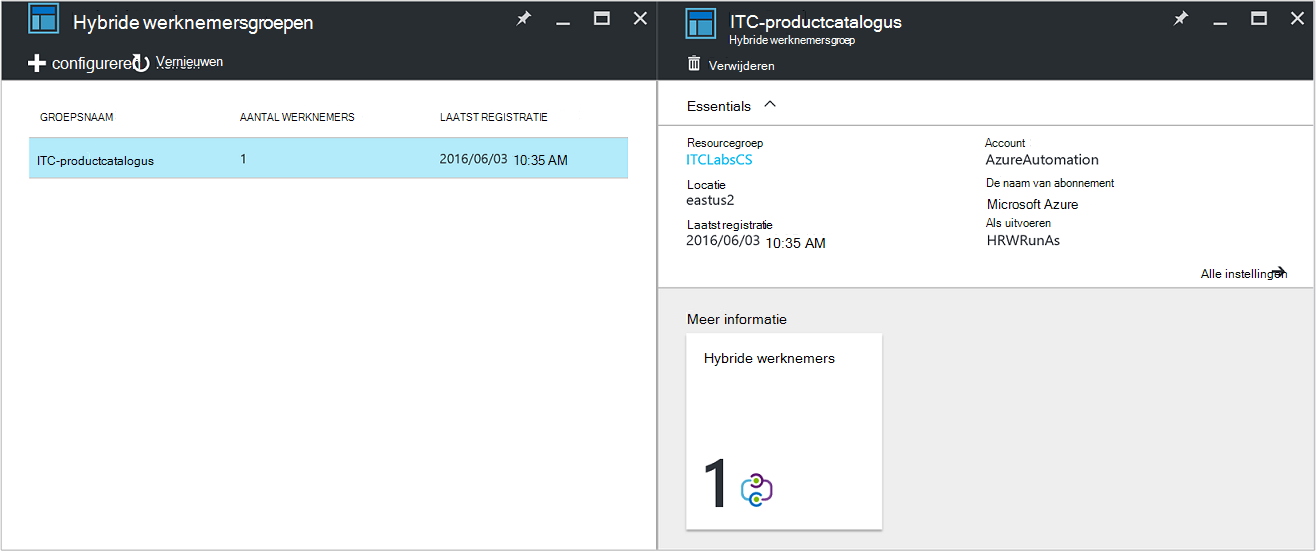 Hybride werknemersgroepen
configureren Vernieuwen
GROEPSNAAM AANTAL WERKNEMERS LAATST REGISTRATIE
ITC-productcatalogus 1 2016/06/03 10:35 AM
ITC-productcatalogus
Hybride werknemersgroep
Verwijderen
Essentials
Resourcegroep
ITCLabsCS
Locatie
eastus2
Laatst registratie
2016/06/03 10:35 AM
Account
AzureAutomation
De naam van abonnement
Microsoft Azure
Als uitvoeren
HRWRunAs
Alle instellingen
Meer informatie
Hybride werknemers
1